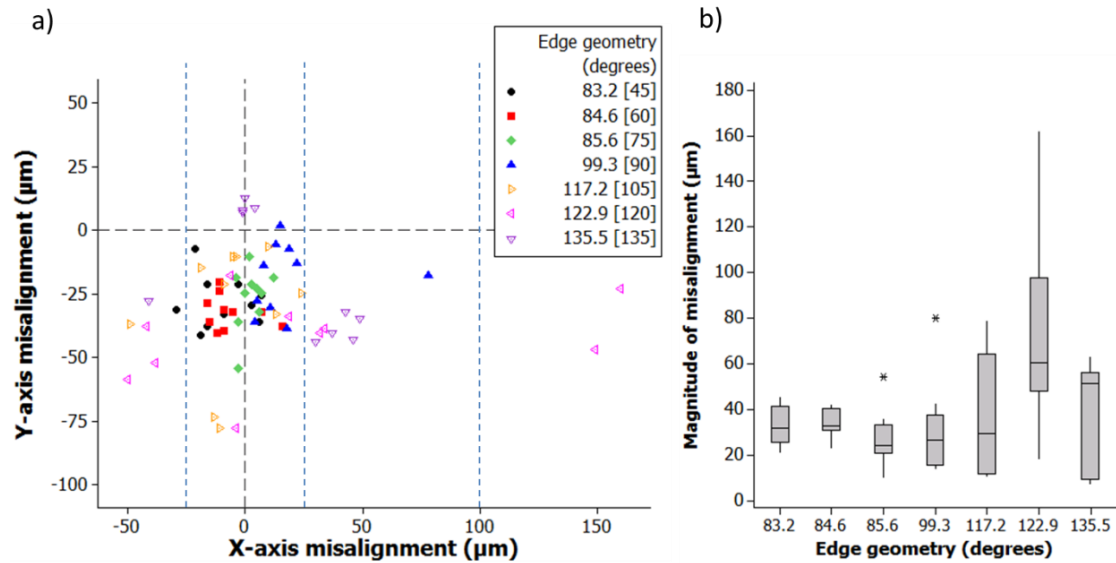 a)
Edge geometry
(degrees)
83.2 [45]
84.6 [60]
85.6 [75]
99.3 [90]
117.2 [105]
122.9 [120]
135.5 [135]
50
25
0
-25
-50
-75
-100
Y-axis misalignment (µm)
-50 0 50 100 150
X-axis misalignment (µm)
b)
180
160
140
120
100
80
60
40
20
0
Magnitude of misalignment (µm)
83.2 84.6 85.6 99.3 117.2 122.9 135.5
Edge geometry (degrees)